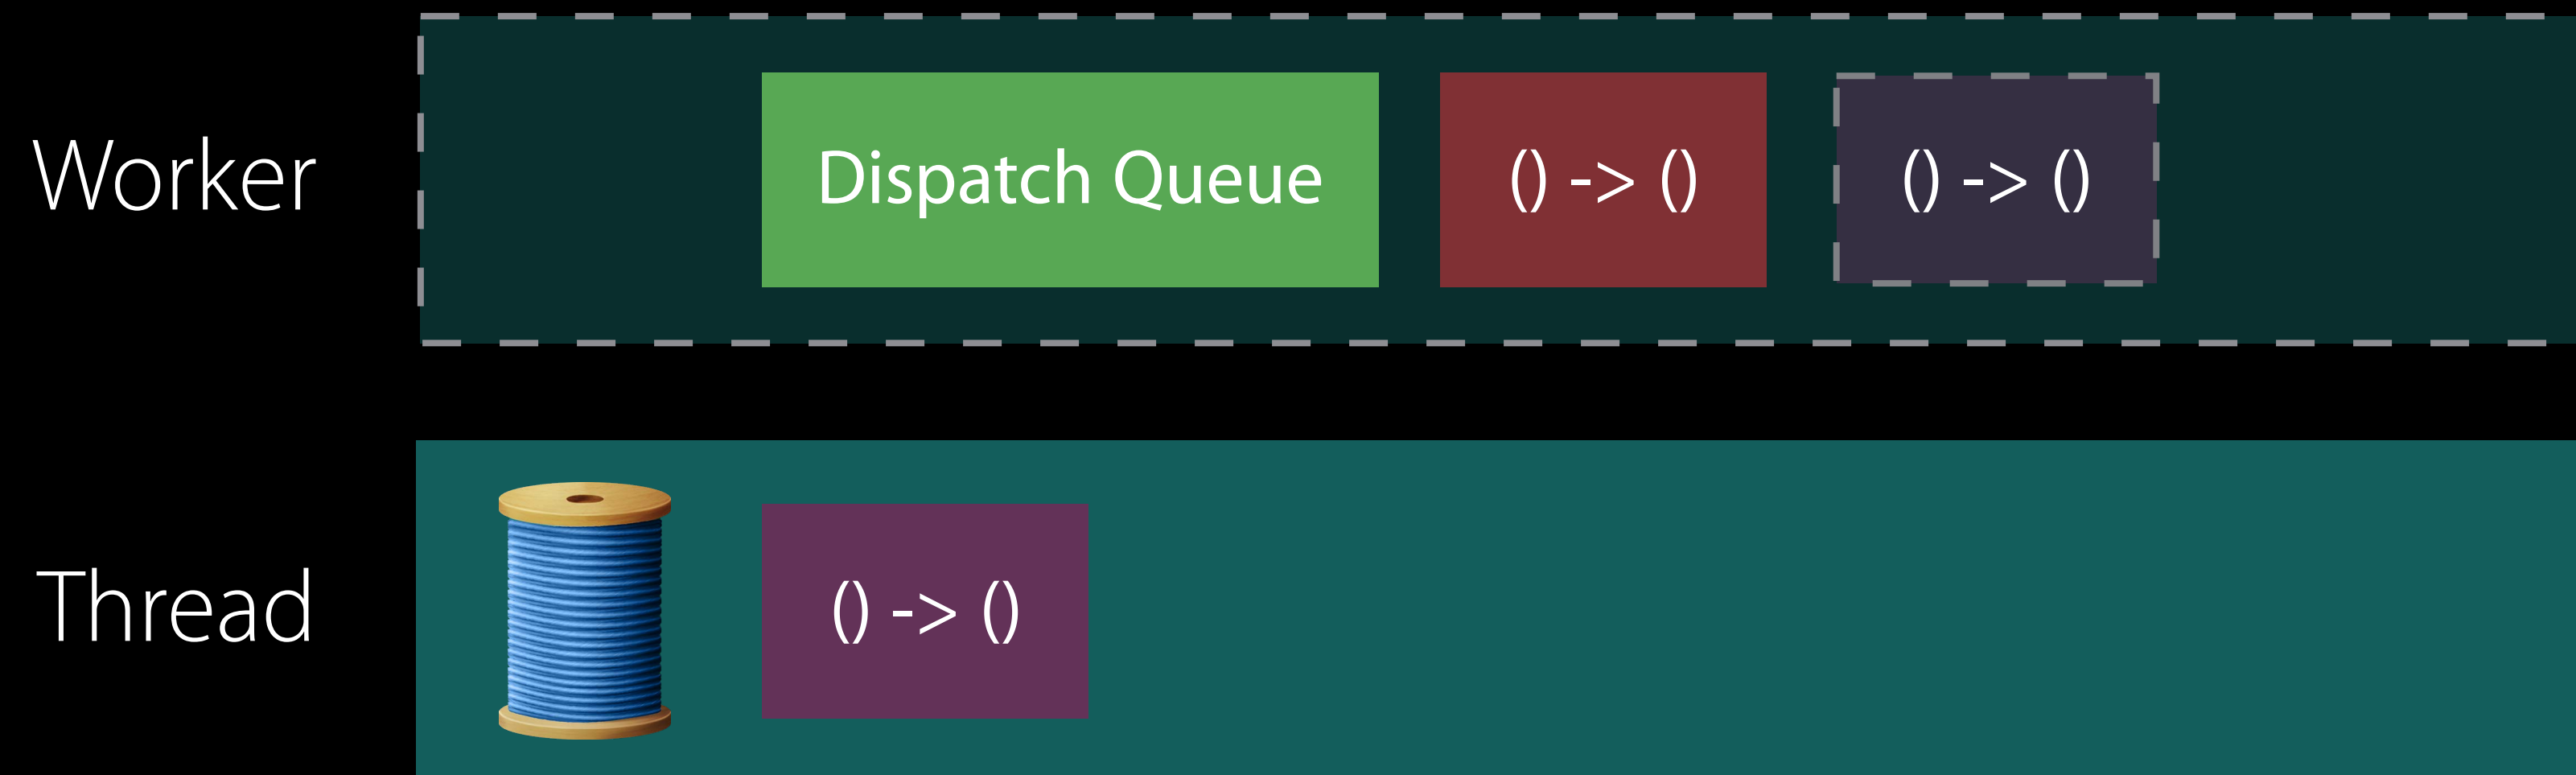 Worker
Dispatch Queue
() -> ()
() -> ()
Thread
() -> ()